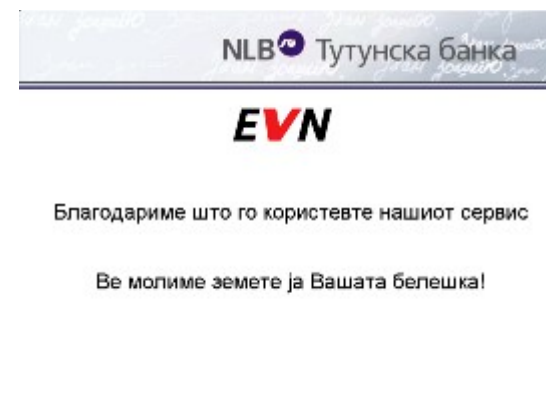 NLB Тутунска банка
EVN
Благодариме што го користевте нашиот сервис
Ве молиме земете ја Вашата белешка!